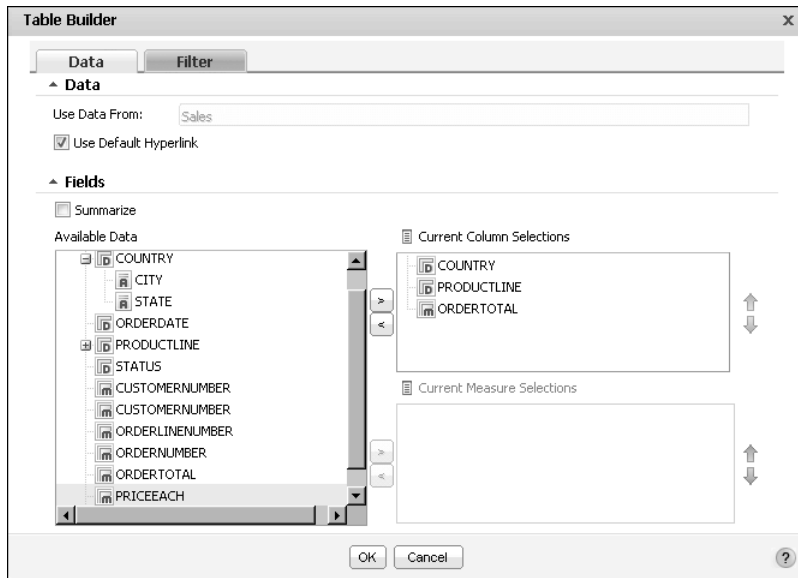 Table Builder x
Data Filter
Data
Use Data From: Sales
Use Default Hyperlink
Fields
Summarize
Available Data
COUNTRY
CITY
STATE
ORDERDATE
PRODUCTLINE
STATUS
CUSTOMERNUMBER
CUSTOMERNUMBER
ORDERLINENUMBER
ORDERNUMBER
ORDERTOTAL
PRICEEACH
>
<
>
<
Current Column Selections
COUNTRY
PRODUCTLINE
ORDERTOTAL
Current Measure Selections
OK Cancel ?